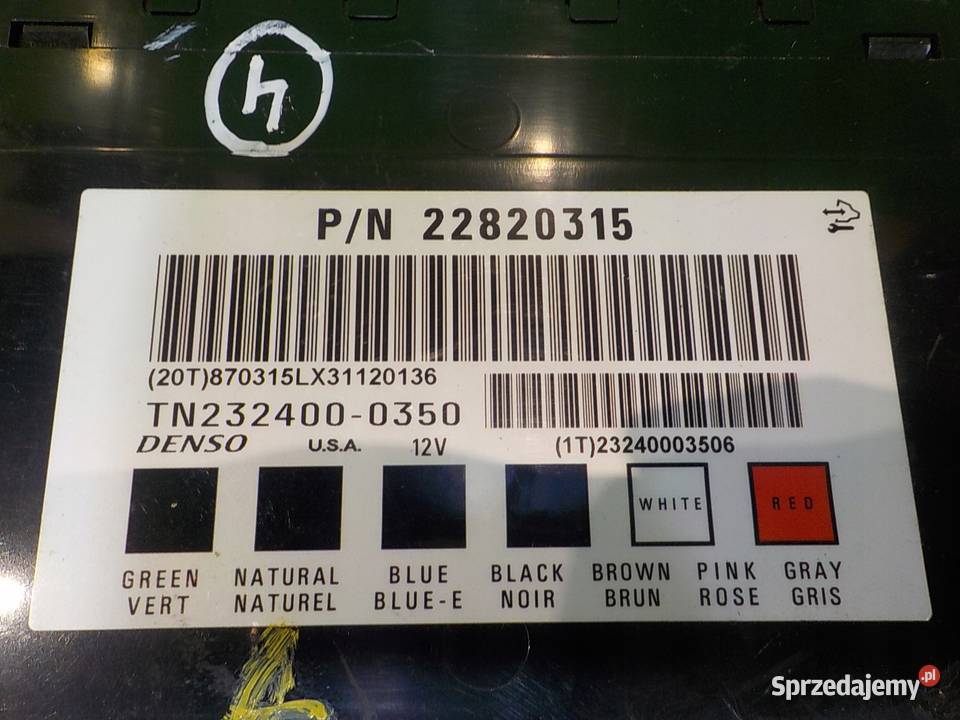 4
P/N 22820315
(20T)870315LX31120136
TN232400-0350
DENSO U.S.A. 12V
(1T)23240003506
WHITE RED
GREEN NATURAL BLUE BLACK BROWN PINK GRAY
VERT NATUREL BLUE-E NOIR BRUN ROSE GRIS
Sprzedajemy.pl